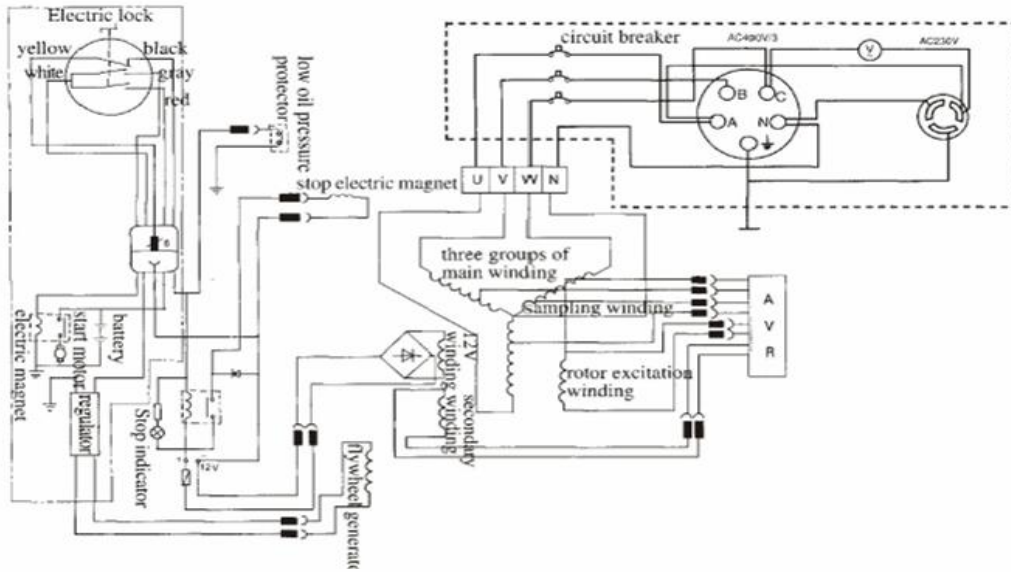 Electric lock
yellow
black
white
gray
red
low oil pressure
protector
stop electric magnet
6
electric magnet
start motor
battery
regulator
Stop indicator
12V
flywheel generato
circuit breaker
AC400V/3
V
AC230V
B
C
A
N
U
V
W
N
three groups of
main winding
sampling winding
12V
winding
secondary
winding
rotor excitation
winding
A
V
R